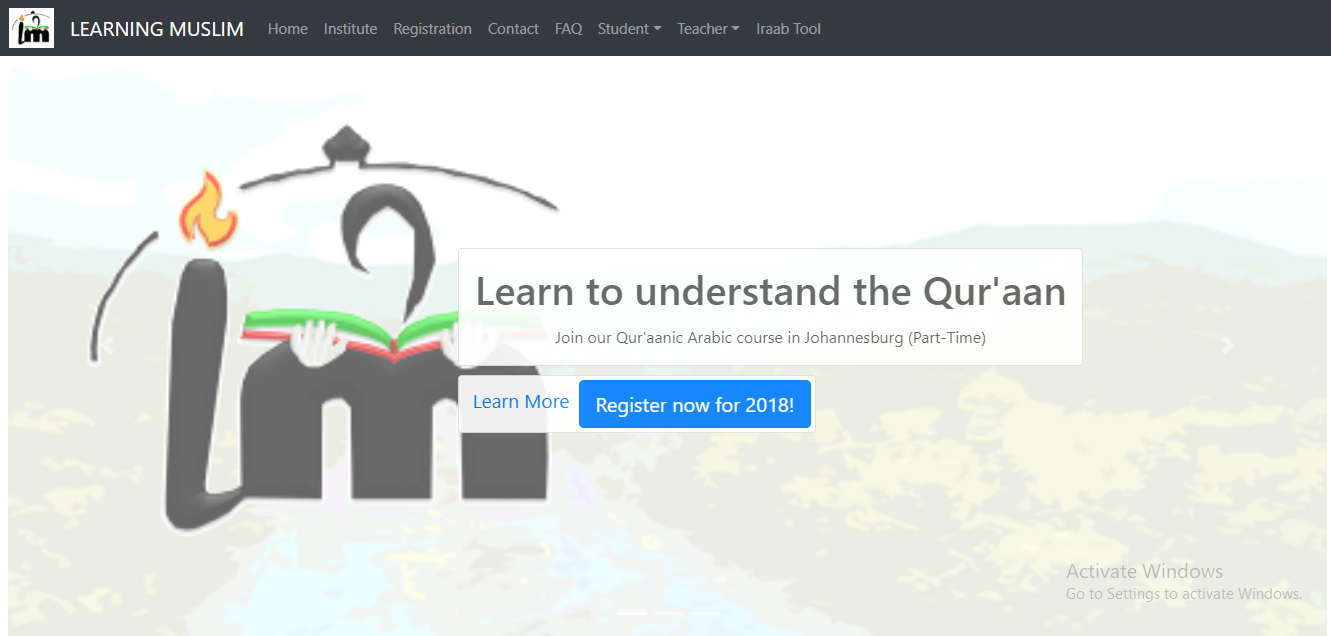 LEARNING MUSLIM Home Institute Registration Contact FAQ Student Teacher Iraab Tool
Learn to understand the Qur'aan
Join our Qur'aanic Arabic course in Johannesburg (Part-Time)
Learn More Register now for 2018!
Activate Windows
Go to Settings to activate Windows.